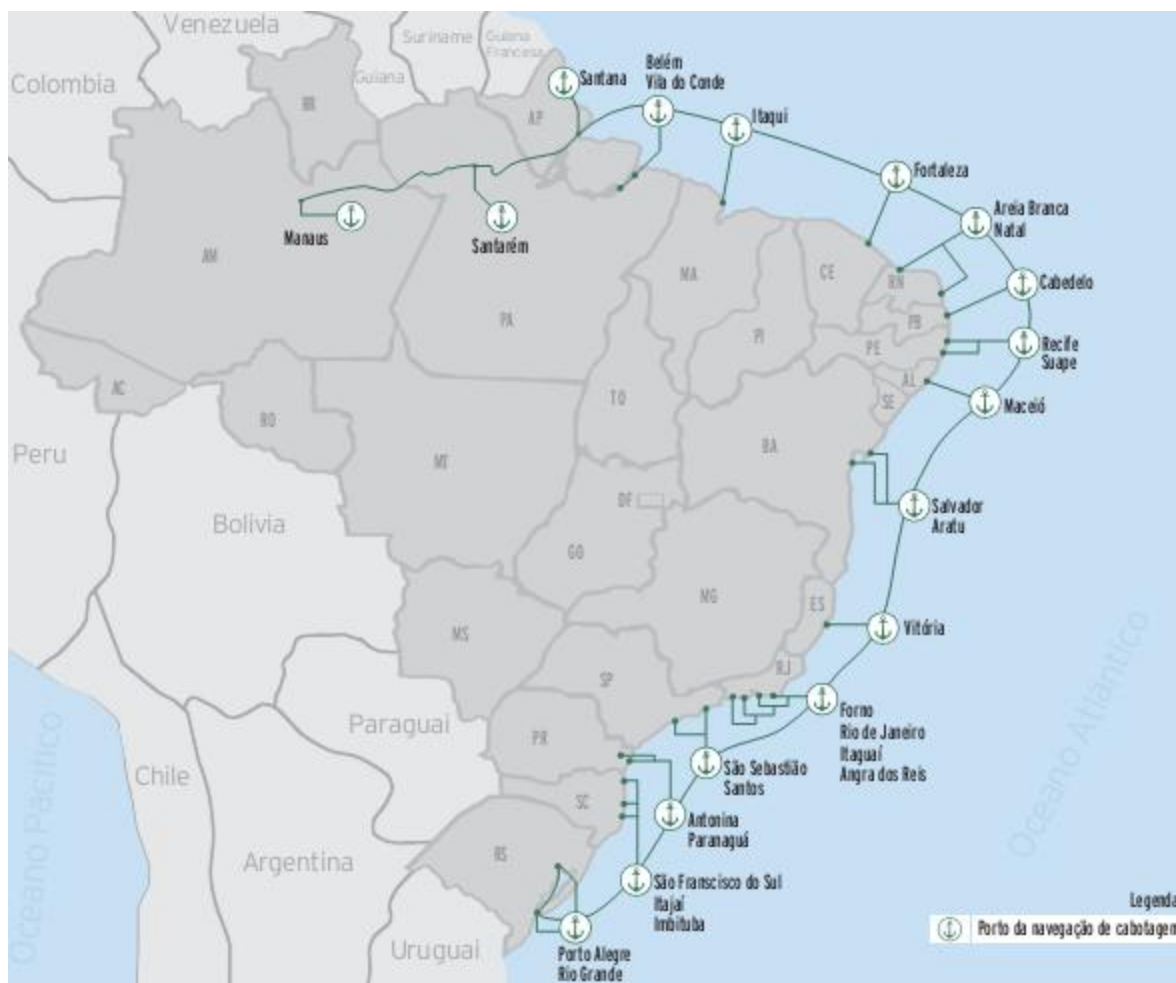 Venezuela
Suriname
Guiana
Francesa
Guiana
Colombia
RR
AP
Santana
Belém
Vila do Conde
Itaqui
Fortaleza
Areia Branca
Natal
Manaus
Santarém
AM
PA
MA
CE
RN
Cabedelo
PB
PI
PE
Recife
Suape
AL
SE
Maceió
AC
RO
TO
BA
MT
Peru
Bolivia
DF
Salvador
Aratu
GO
MG
ES
Vitória
MS
SP
RJ
Paraguai
Forno
Rio de Janeiro
Itaguaí
Angra dos Reis
PR
São Sebastião
Santos
Oceano Pacítico
Oceano Atlantico
Chile
SC
Antonina
Paranaguá
Argentina
RS
São Franscisco do Sul
Itajaí
Imbituba
Legenda
Porto da navegação de cabotagem
Uruguai
Porto Alegre
Rio Grande